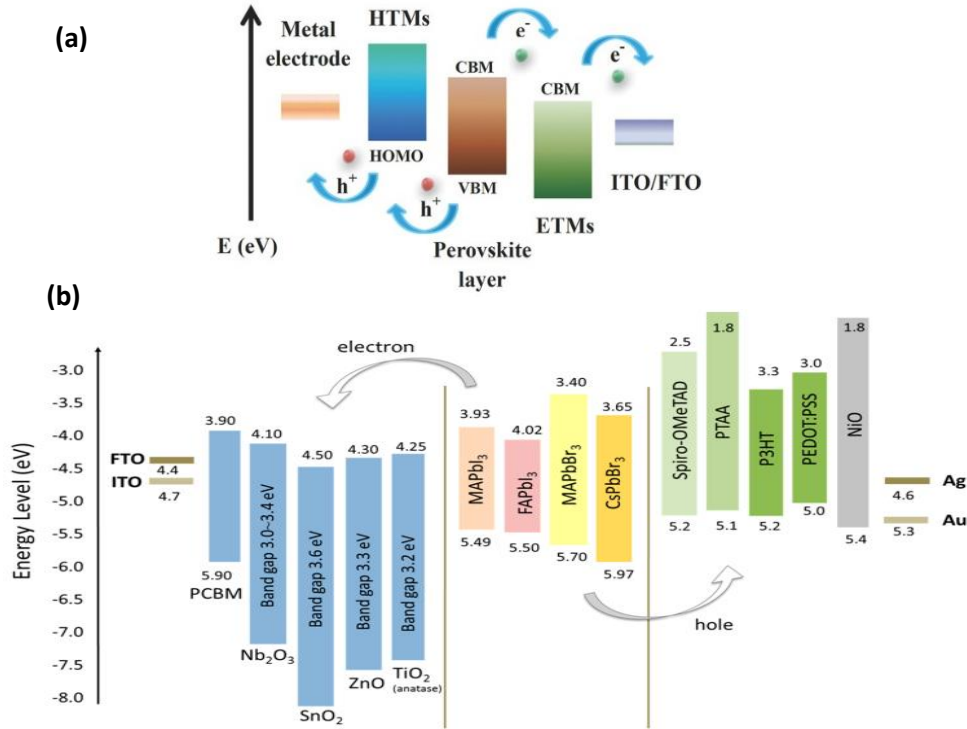 (a)
HTMs
Metal
electrode
e-
e-
CBM
CBM
HOMO
h+
VBM
h+
ITO/FTO
ETMs
E (eV)
Perovskite
layer
(b)
electron
Energy Level (eV)
-3.0
-3.5
-4.0
-4.5
-5.0
-5.5
-6.0
-6.5
-7.0
-7.5
-8.0
FTO
4.4
ITO
4.7
3.90
5.90
PCBM
4.10
Band gap 3.0~3.4 eV
Nb2O3
4.50
Band gap 3.6 eV
SnO2
4.30
Band gap 3.3 eV
ZnO
4.25
Band gap 3.2 eV
TiO2
(anatase)
3.93
MAPbI3
5.49
4.02
FAPbI3
5.50
3.40
MAPbBr3
5.70
3.65
CsPbBr3
5.97
hole
2.5
Spiro-OMeTAD
5.2
1.8
PTAA
5.1
3.3
P3HT
5.2
3.0
PEDOT:PSS
5.0
1.8
NiO
5.4
Ag
4.6
Au
5.3